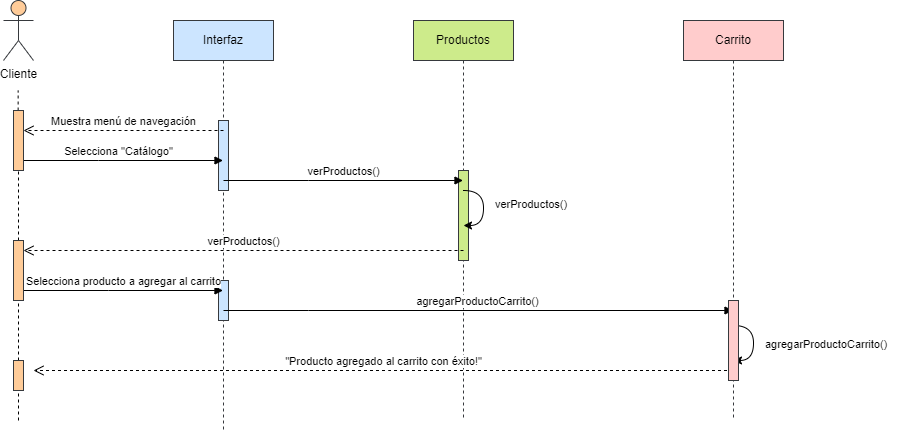 Interfaz
Productos
Carrito
Cliente
Muestra menú de navegación
Selecciona "Catálogo"
verProductos()
verProductos()
verProductos()
Selecciona producto a agregar al carrito
agregarProductoCarrito()
agregarProductoCarrito()
"Producto agregado al carrito con éxito!"